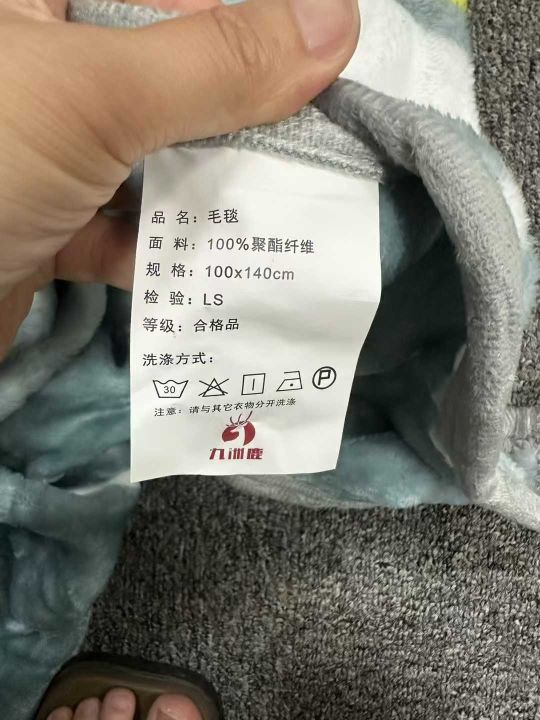 品 名：毛毯
面 料：100%聚酯纤维
规 格：100x140cm
检 验：LS
等级：合格品
洗涤方式：
30 P
注意：请与其它衣物分开洗涤
九洲鹿